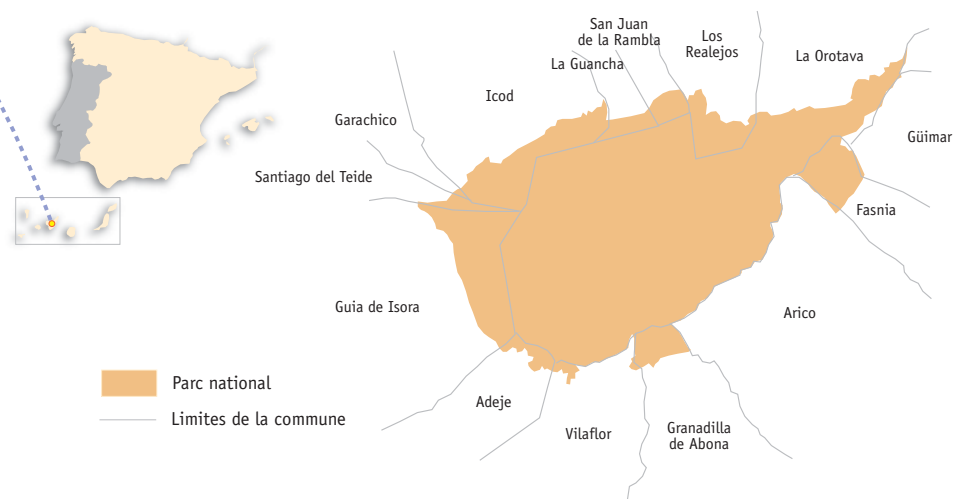 San Juan
de la Rambla
Los
Realejos
La Orotava
La Guancha
Icod
Garachico
Güimar
Santiago del Teide
Fasnia
Guia de Isora
Arico
Parc national
Limites de la commune
Adeje
Vilaflor
Granadilla
de Abona